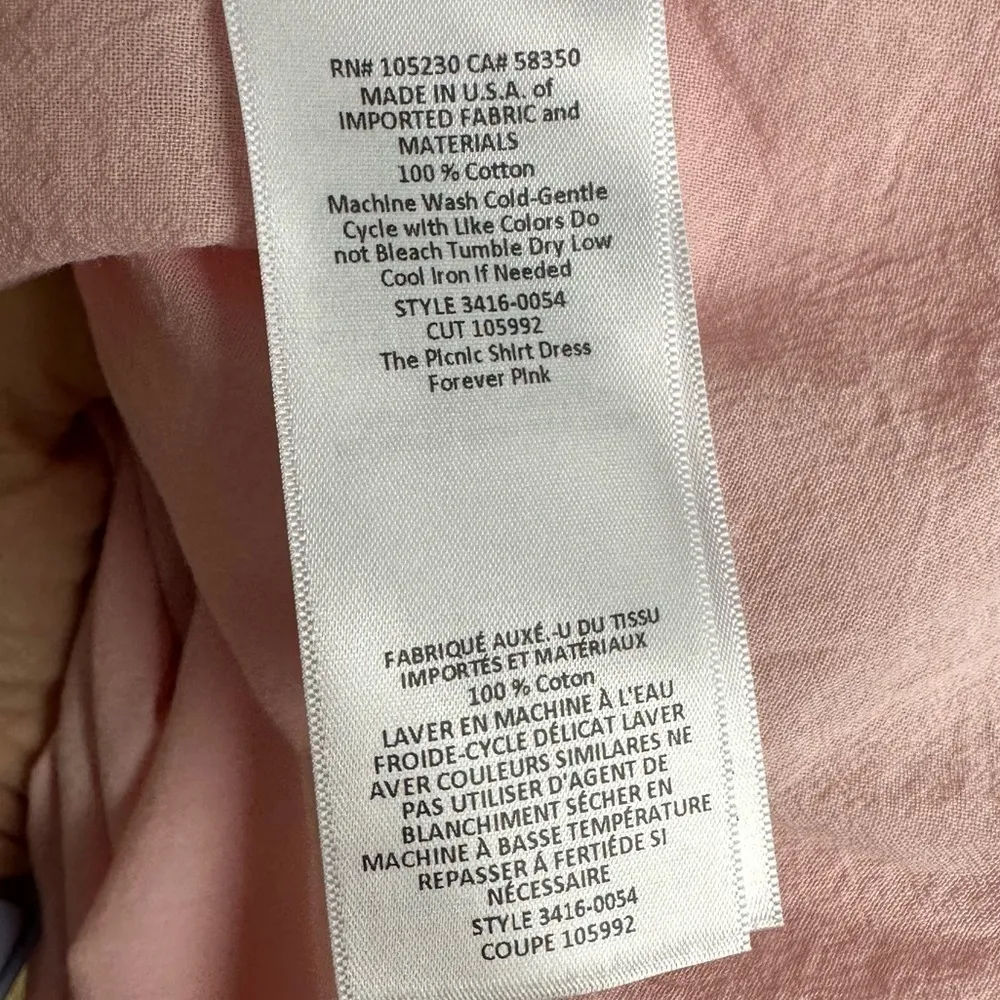 RN# 105230 CA# 58350
MADE IN U.S.A. of
IMPORTED FABRIC and
MATERIALS
100 % Cotton
Machine Wash Cold-Gentle
Cycle with Like Colors Do
not Bleach Tumble Dry Low
Cool Iron If Needed
STYLE 3416-0054
CUT 105992
The Picnic Shirt Dress
Forever Pink
FABRIQUÉ AUXÉ.-U DU TISSU
IMPORTÉS ET MATÉRIAUX
100 % Coton
LAVER EN MACHINE À L'EAU
FROIDE-CYCLE DÉLICAT LAVER
AVER COULEURS SIMILARES NE
PAS UTILISER D'AGENT DE
BLANCHIMENT SÉCHER EN
MACHINE À BASSE TEMPÉRATURE
REPASSER Á FERTIÉDE SI
NÉCESSAIRE
STYLE 3416-0054
COUPE 105992